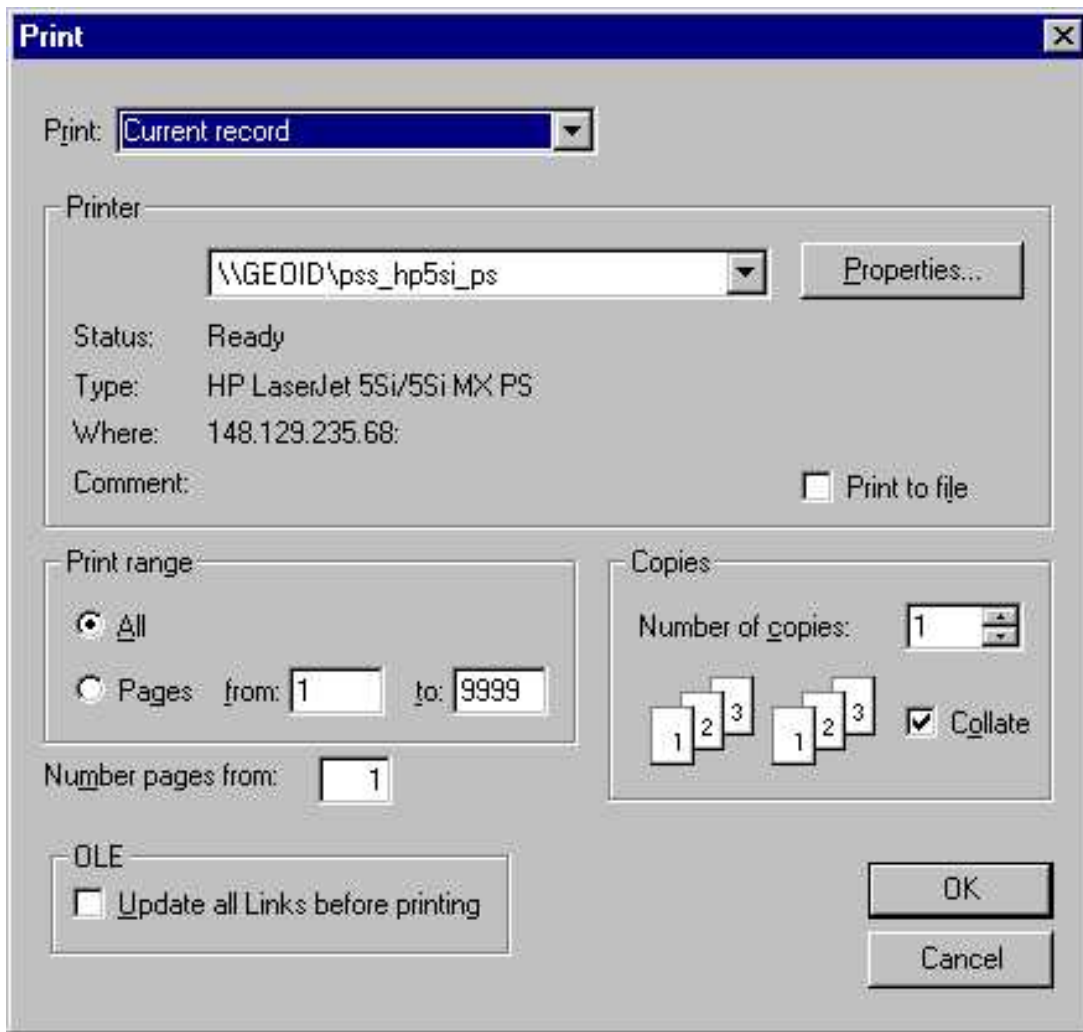 Print
Print: Current record
Printer
\\GEOID\pss_hp5si_ps
Properties...
Status: Ready
Type: HP LaserJet 5Si/5Si MX PS
Where: 148.129.235.68:
Comment:
Print to file
Print range
All
Pages from: 1 to: 9999
Number pages from: 1
Copies
Number of copies: 1
1 2 3 1 2 3
Collate
OLE
Update all Links before printing
OK
Cancel